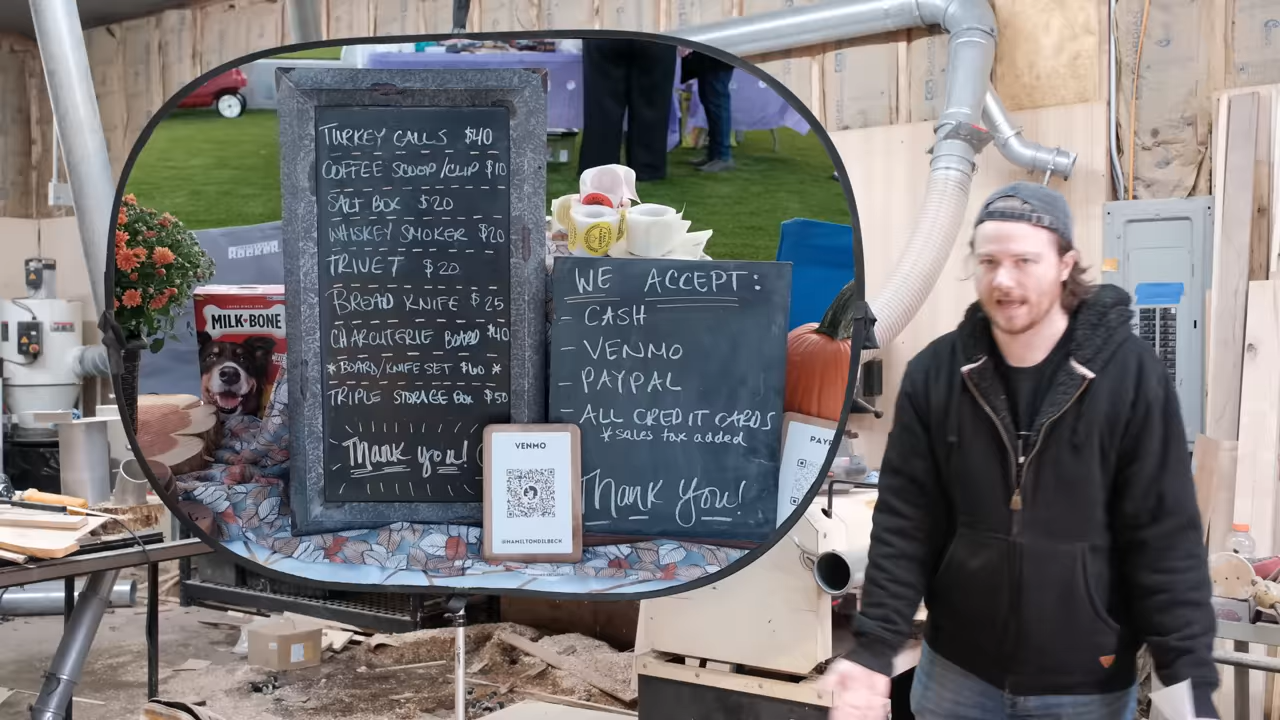 TURKEY CALLS $40
COFFEE SCOOP/CLIP $10
SALT BOX $20
WHISKEY SMOKER $20
TRIVET $20
BREAD KNIFE $25
CHARCUTERIE BOARD $40
*BOARD/KNIFE SET $60 *
TRIPLE STORAGE BOX $50
Thank you!
WE ACCEPT:
- CASH
- VENMO
- PAYPAL
- ALL CREDIT CARDS
*sales tax added
Thank You!
VENMO
@HAMILTONDILBECK
PAYP
MILK-BONE
ROCKER